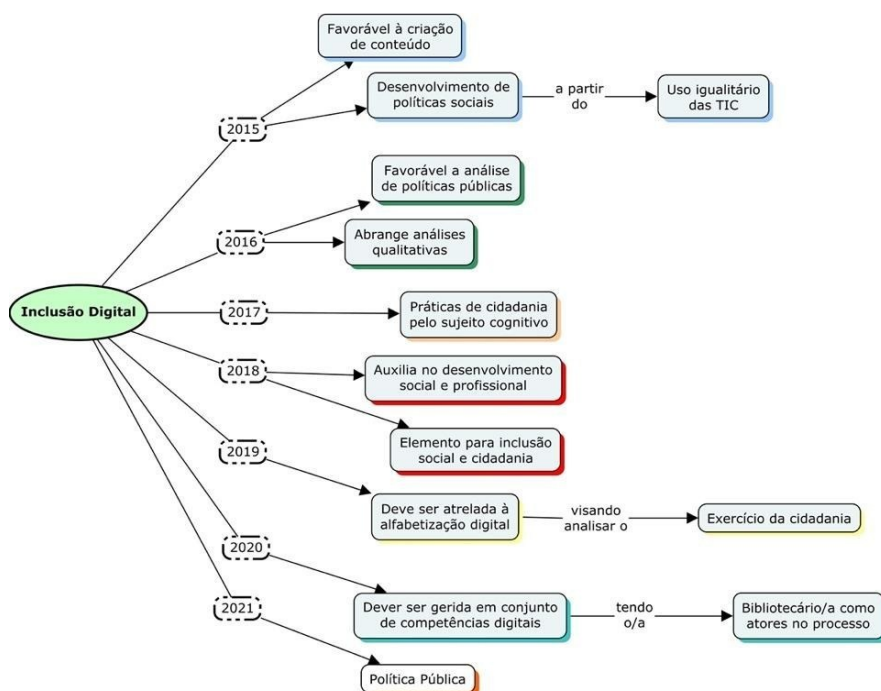 Favorável à criação
de conteúdo
Desenvolvimento de
políticas sociais
a partir
do
Uso igualitário
das TIC
2015
Favorável a análise
de políticas públicas
2016
Abrange análises
qualitativas
Inclusão Digital
2017
Práticas de cidadania
pelo sujeito cognitivo
2018
Auxilia no desenvolvimento
social e profissional
Elemento para inclusão
social e cidadania
2019
Deve ser atrelada à
alfabetização digital
visando
analisar o
Exercício da cidadania
2020
Dever ser gerida em conjunto
de competências digitais
tendo
o/a
Bibliotecário/a como
atores no processo
2021
Política Pública